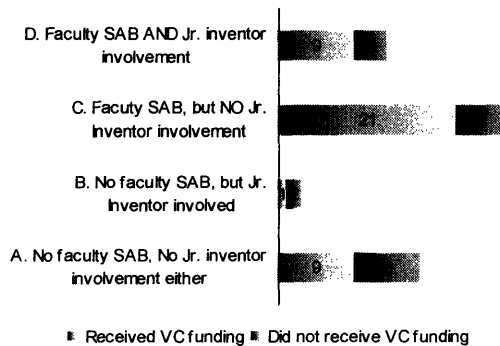 D. Faculty SAB AND Jr. inventor
involvement
9
C. Facuty SAB, but NO Jr.
Inventor involvement
21
B. No faculty SAB, but Jr.
Inventor involved
A. No faculty SAB, No Jr. inventor
involvement either
9
Received VC funding Did not receive VC funding